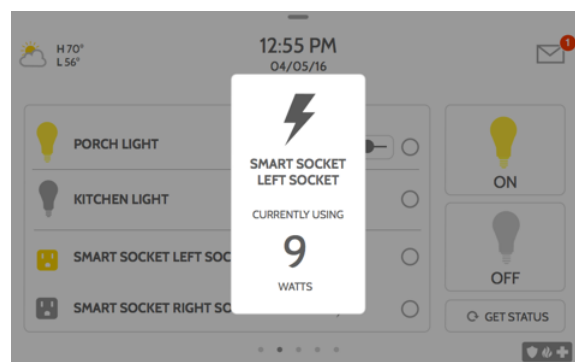 H 70°
L 56°
12:55 PM
04/05/16
1
SMART SOCKET
LEFT SOCKET
CURRENTLY USING
9
WATTS
PORCH LIGHT
KITCHEN LIGHT
SMART SOCKET LEFT SOC
SMART SOCKET RIGHT SO
ON
OFF
GET STATUS